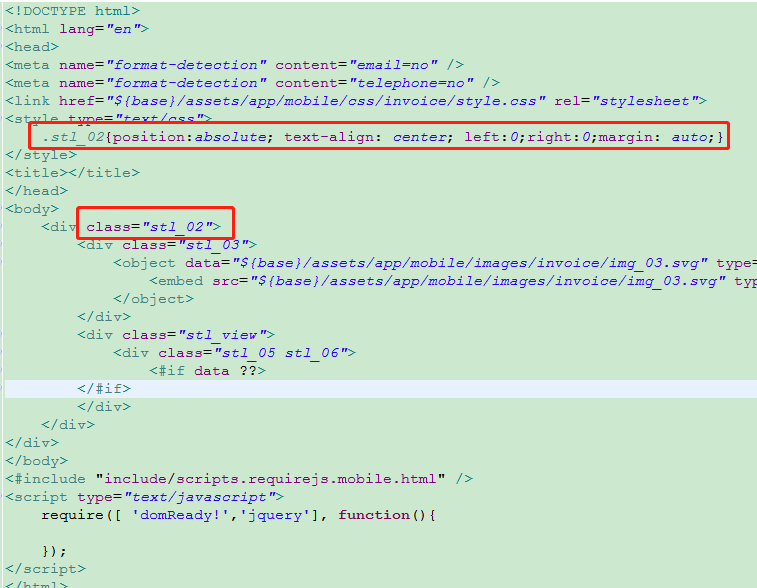 <!DOCTYPE html>
<html lang="en">
<head>
<meta name="format-detection" content="email=no" />
<meta name="format-detection" content="telephone=no" />
<link href="${base}/assets/app/mobile/css/invoice/style.css" rel="stylesheet">
<style type="text/css">
.stl_02{position:absolute; text-align: center; left:0;right:0;margin: auto;}
</style>
<title></title>
</head>
<body>
<div class="stl_02">
<div class="stl_03">
<object data="${base}/assets/app/mobile/images/invoice/img_03.svg" type=
<embed src="${base}/assets/app/mobile/images/invoice/img_03.svg" typ
</object>
</div>
<div class="stl_view">
<div class="stl_05 stl_06">
<#if data ??>
</#if>
</div>
</div>
</div>
</body>
<#include "include/scripts.requirejs.mobile.html" />
<script type="text/javascript">
require([ 'domReady!','jquery'], function(){
});
</script>
</html>